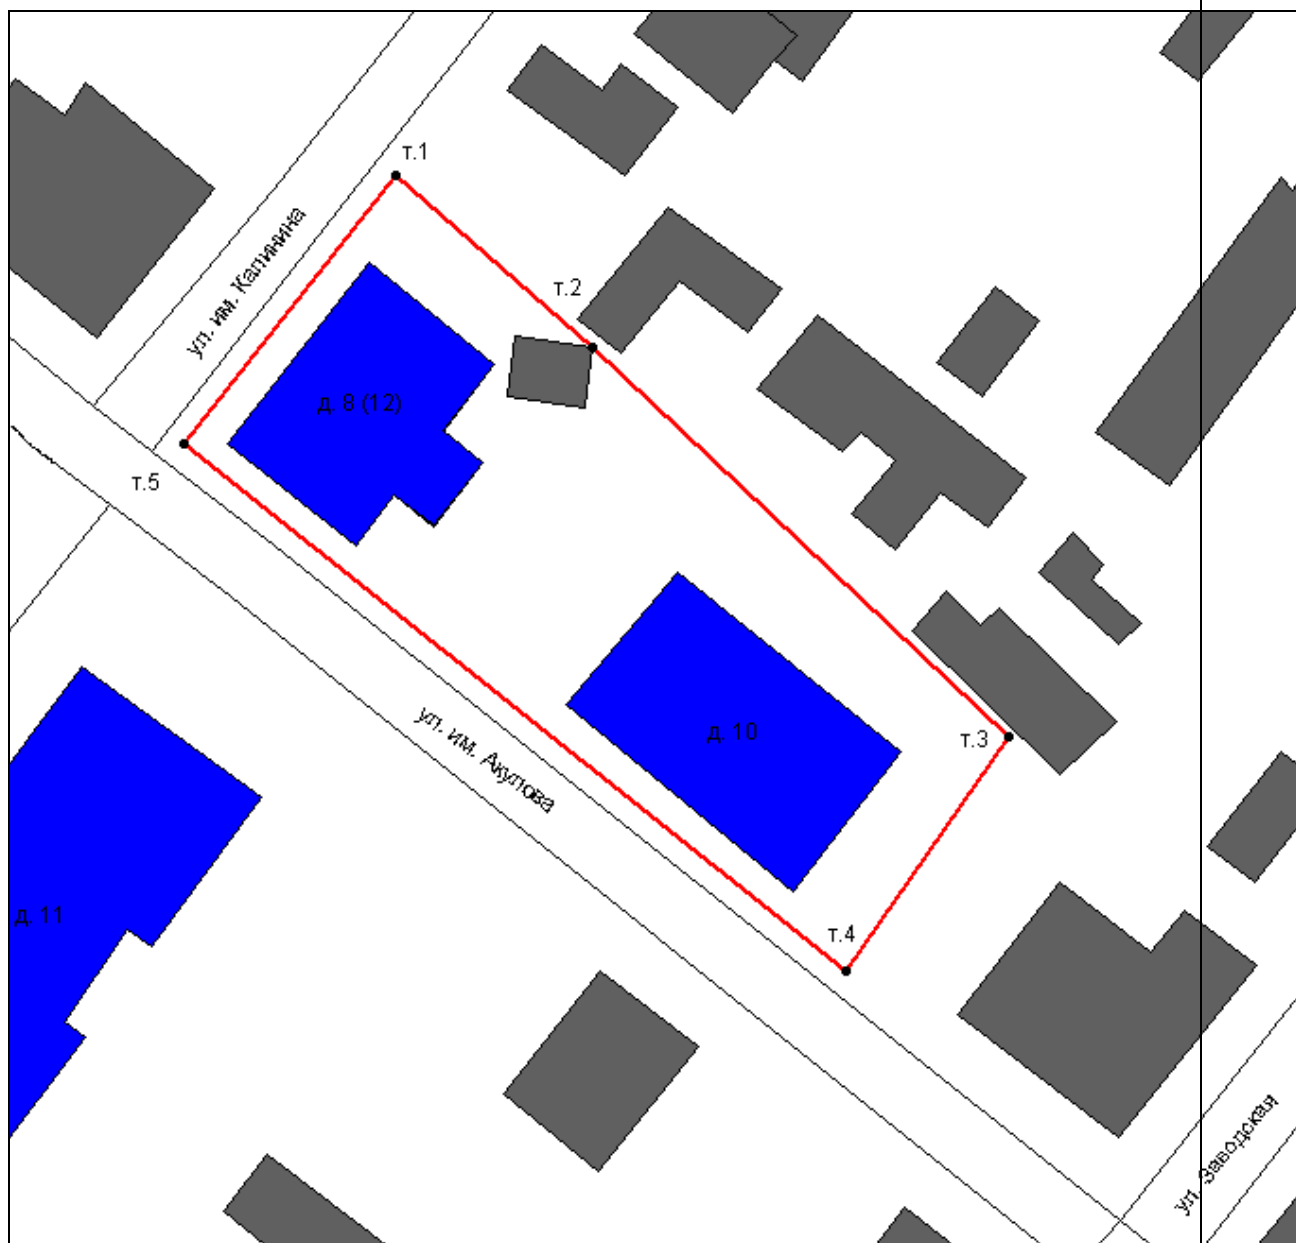 т.1
ул. им. Калинина
т.2
д. 8 (12)
т.5
ул. им. Акулова
д. 10
т.3
д. 11
т.4
ул. Заводская